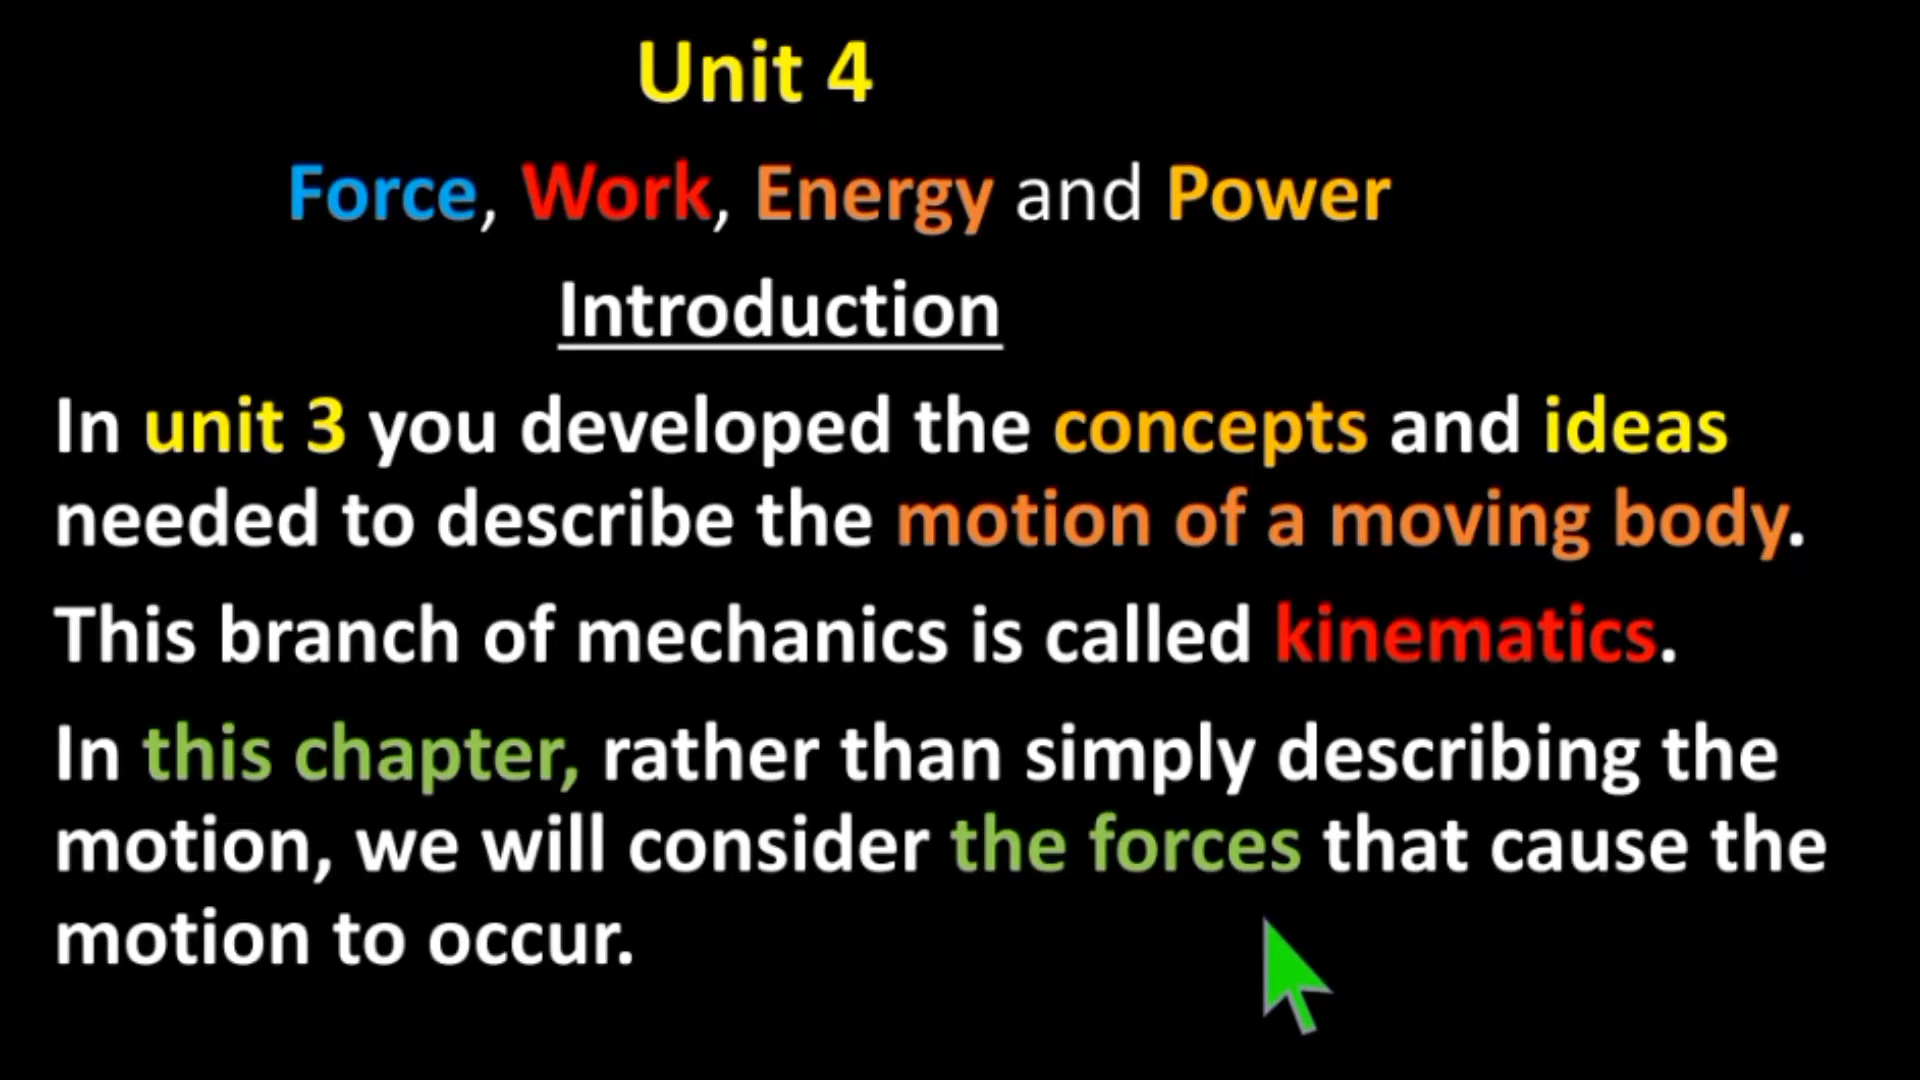 Unit 4
Force, Work, Energy and Power
Introduction
In unit 3 you developed the concepts and ideas
needed to describe the motion of a moving body.
This branch of mechanics is called kinematics.
In this chapter, rather than simply describing the
motion, we will consider the forces that cause the
motion to occur.